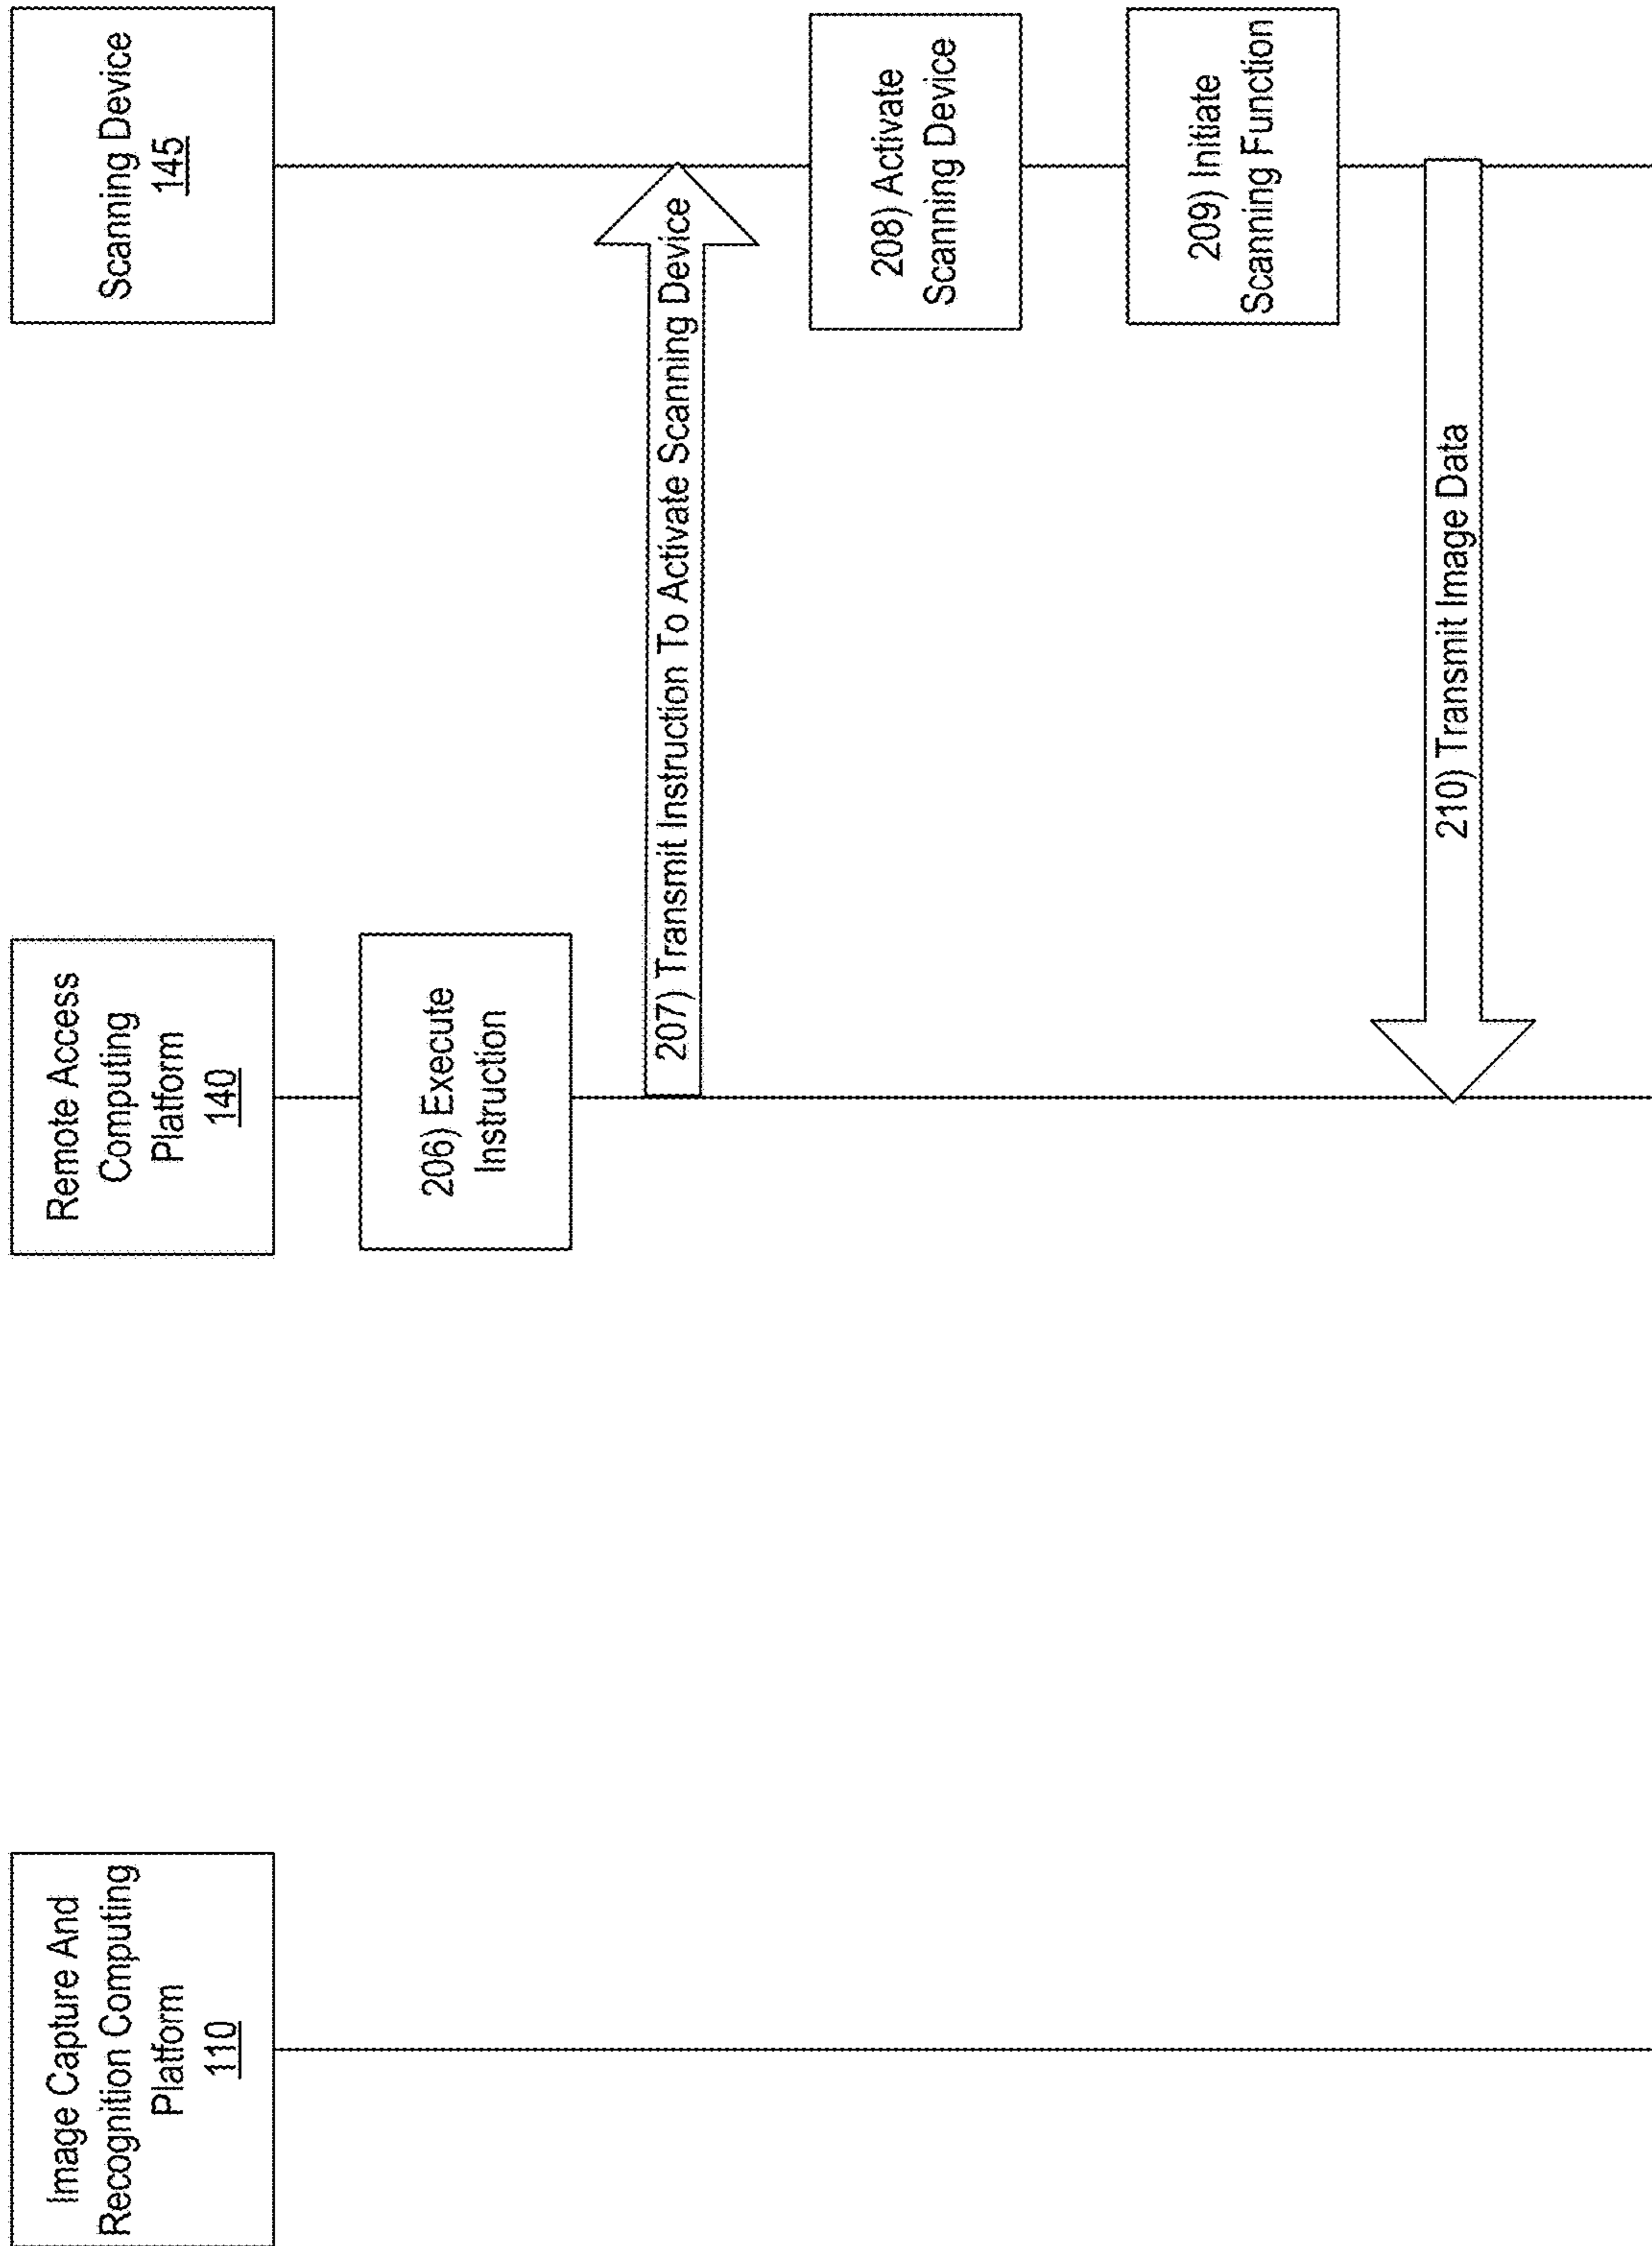 Image Capture And
Recognition Computing
Platform
110
Remote Access
Computing
Platform
140
Scanning Device
145
206) Execute
Instruction
207) Transmit Instruction To Activate Scanning Device
208) Activate
Scanning Device
209) Initiate
Scanning Function
210) Transmit Image Data